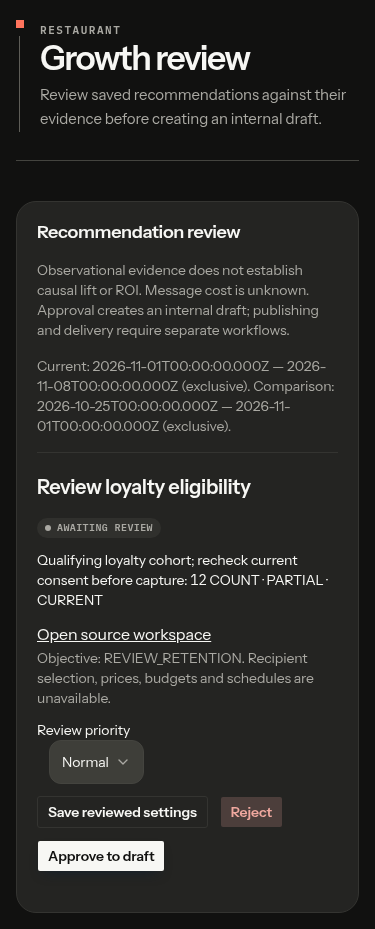 RESTAURANT
Growth review
Review saved recommendations against their
evidence before creating an internal draft.
Recommendation review
Observational evidence does not establish
causal lift or ROI. Message cost is unknown.
Approval creates an internal draft; publishing
and delivery require separate workflows.
Current: 2026-11-01T00:00:00.000Z — 2026-
11-08T00:00:00.000Z (exclusive). Comparison:
2026-10-25T00:00:00.000Z — 2026-11-
01T00:00:00.000Z (exclusive).
Review loyalty eligibility
AWAITING REVIEW
Qualifying loyalty cohort; recheck current
consent before capture: 12 COUNT · PARTIAL ·
CURRENT
Open source workspace
Objective: REVIEW_RETENTION. Recipient
selection, prices, budgets and schedules are
unavailable.
Review priority
Normal
Save reviewed settings
Reject
Approve to draft